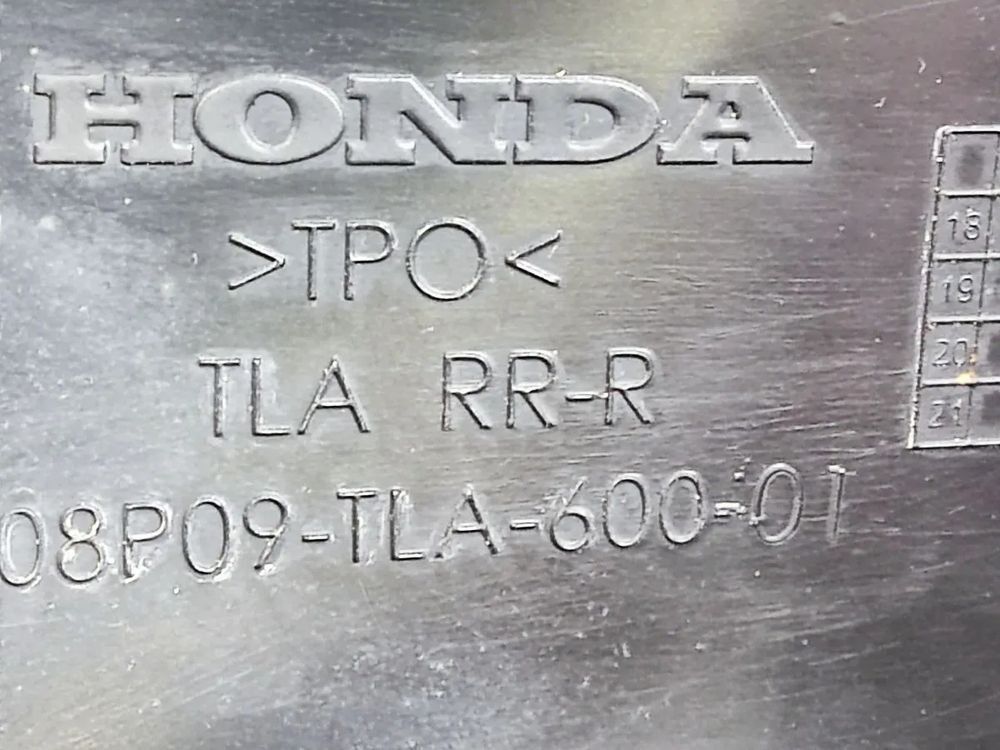 HONDA
>TPO<
TLA RR-R
08P09-TLA-600-01
18
19
20
21